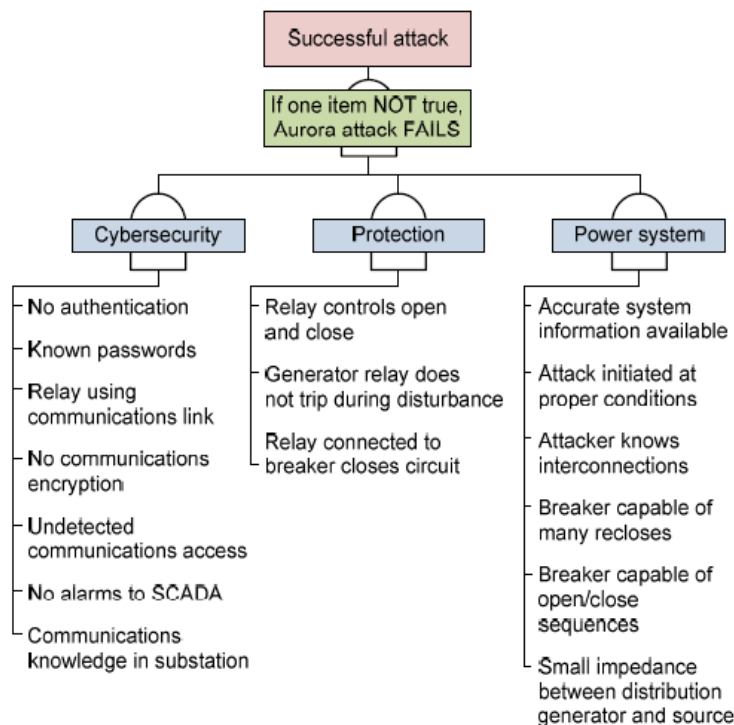 Successful attack
If one item NOT true,
Aurora attack FAILS
Cybersecurity
No authentication
Known passwords
Relay using
communications link
No communications
encryption
Undetected
communications access
No alarms to SCADA
Communications
knowledge in substation
Protection
Relay controls open
and close
Generator relay does
not trip during disturbance
Relay connected to
breaker closes circuit
Power system
Accurate system
information available
Attack initiated at
proper conditions
Attacker knows
interconnections
Breaker capable of
many recloses
Breaker capable of
open/close
sequences
Small impedance
between distribution
generator and source